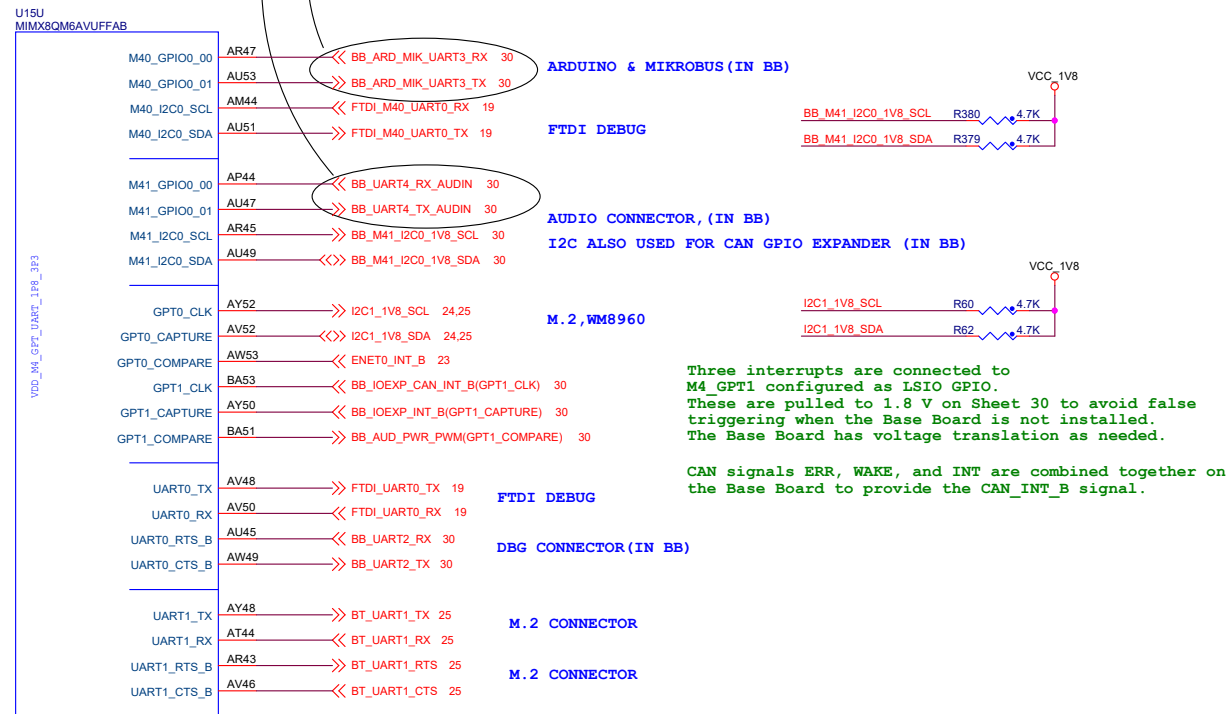 U15U
MIMX8QM6AVUFFAB
VDD_M4_GPT_UART_1P8_3P3
M40_GPIO0_00 AR47 BB_ARD_MIK_UART3_RX 30
M40_GPIO0_01 AU53 BB_ARD_MIK_UART3_TX 30
ARDUINO & MIKROBUS(IN BB)
M40_I2C0_SCL AM44 FTDI_M40_UART0_RX 19
M40_I2C0_SDA AU51 FTDI_M40_UART0_TX 19
FTDI DEBUG
M41_GPIO0_00 AP44 BB_UART4_RX_AUDIN 30
M41_GPIO0_01 AU47 BB_UART4_TX_AUDIN 30
AUDIO CONNECTOR,(IN BB)
M41_I2C0_SCL AR45 BB_M41_I2C0_1V8_SCL 30
I2C ALSO USED FOR CAN GPIO EXPANDER (IN BB)
M41_I2C0_SDA AU49 BB_M41_I2C0_1V8_SDA 30
GPT0_CLK AY52 I2C1_1V8_SCL 24,25
M.2,WM8960
GPT0_CAPTURE AV52 I2C1_1V8_SDA 24,25
GPT0_COMPARE AW53 ENET0_INT_B 23
GPT1_CLK BA53 BB_IOEXP_CAN_INT_B(GPT1_CLK) 30
GPT1_CAPTURE AY50 BB_IOEXP_INT_B(GPT1_CAPTURE) 30
GPT1_COMPARE BA51 BB_AUD_PWR_PWM(GPT1_COMPARE) 30
UART0_TX AV48 FTDI_UART0_TX 19
FTDI DEBUG
UART0_RX AV50 FTDI_UART0_RX 19
UART0_RTS_B AU45 BB_UART2_RX 30
DBG CONNECTOR(IN BB)
UART0_CTS_B AW49 BB_UART2_TX 30
UART1_TX AY48 BT_UART1_TX 25
M.2 CONNECTOR
UART1_RX AT44 BT_UART1_RX 25
UART1_RTS_B AR43 BT_UART1_RTS 25
M.2 CONNECTOR
UART1_CTS_B AV46 BT_UART1_CTS 25
VCC_1V8
BB_M41_I2C0_1V8_SCL R380 4.7K
BB_M41_I2C0_1V8_SDA R379 4.7K
VCC_1V8
I2C1_1V8_SCL R60 4.7K
I2C1_1V8_SDA R62 4.7K
Three interrupts are connected to
M4_GPT1 configured as LSIO GPIO.
These are pulled to 1.8 V on Sheet 30 to avoid false
triggering when the Base Board is not installed.
The Base Board has voltage translation as needed.
CAN signals ERR, WAKE, and INT are combined together on
the Base Board to provide the CAN_INT_B signal.